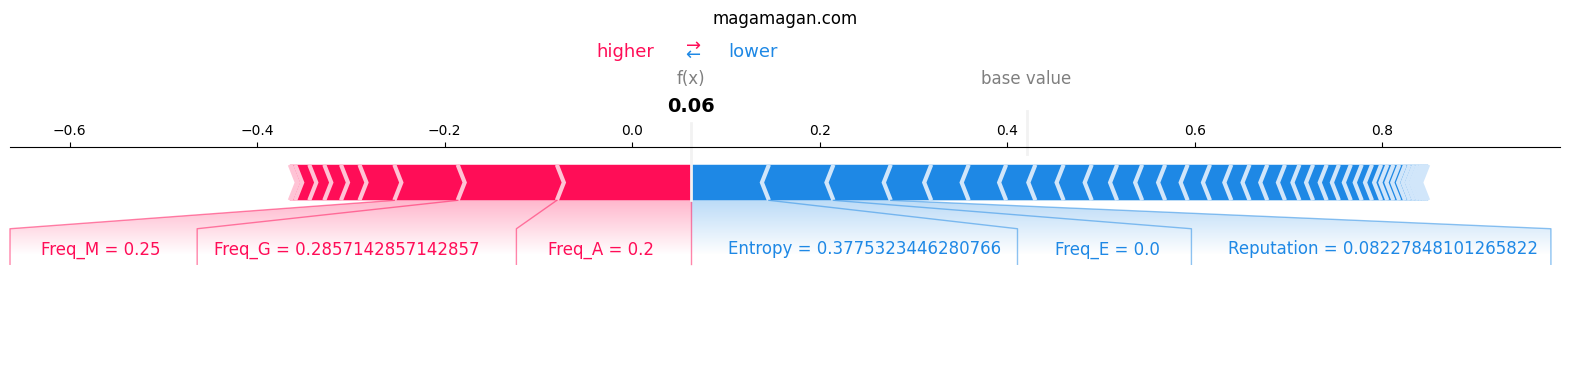 magamagan.com
higher ⇄ lower
f(x) base value
0.06
−0.6 −0.4 −0.2 0.0 0.2 0.4 0.6 0.8
Freq_M = 0.25 Freq_G = 0.2857142857142857 Freq_A = 0.2 Entropy = 0.3775323446280766 Freq_E = 0.0 Reputation = 0.08227848101265822